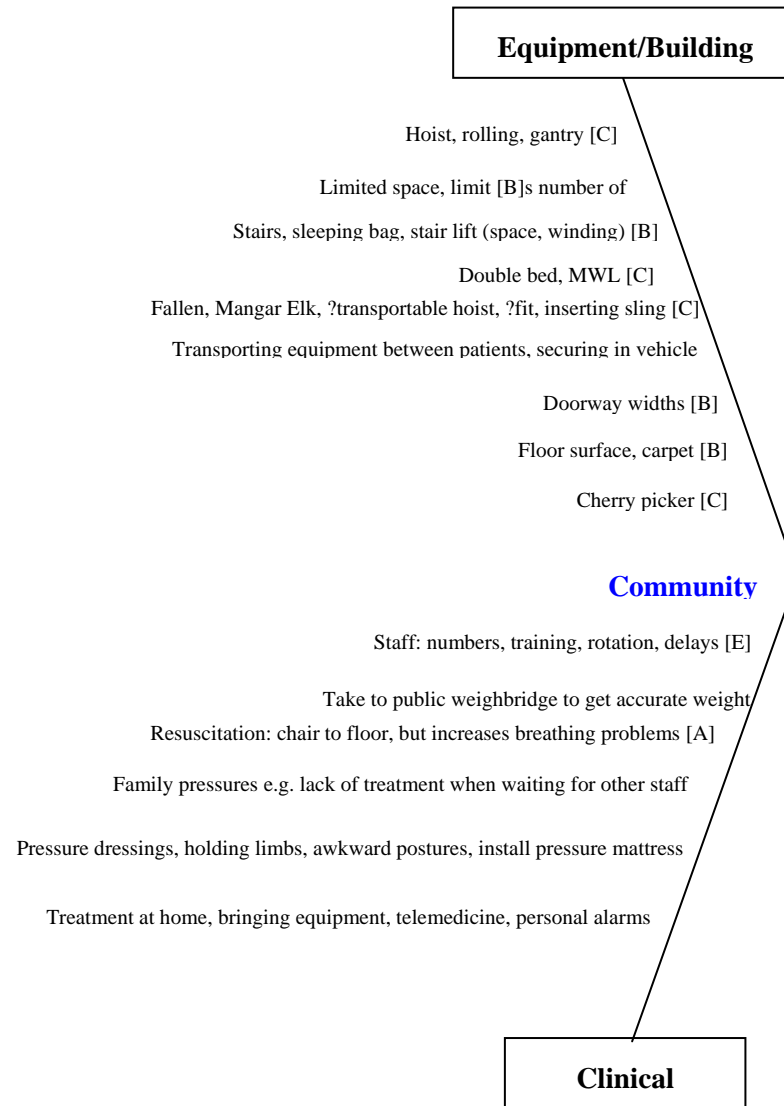 Equipment/Building
Hoist, rolling, gantry [C]
Limited space, limit [B]s number of
Stairs, sleeping bag, stair lift (space, winding) [B]
Double bed, MWL [C]
Fallen, Mangar Elk, ?transportable hoist, ?fit, inserting sling [C]
Transporting equipment between patients, securing in vehicle
Doorway widths [B]
Floor surface, carpet [B]
Cherry picker [C]
Community
Staff: numbers, training, rotation, delays [E]
Take to public weighbridge to get accurate weight
Resuscitation: chair to floor, but increases breathing problems [A]
Family pressures e.g. lack of treatment when waiting for other staff
Pressure dressings, holding limbs, awkward postures, install pressure mattress
Treatment at home, bringing equipment, telemedicine, personal alarms
Clinical